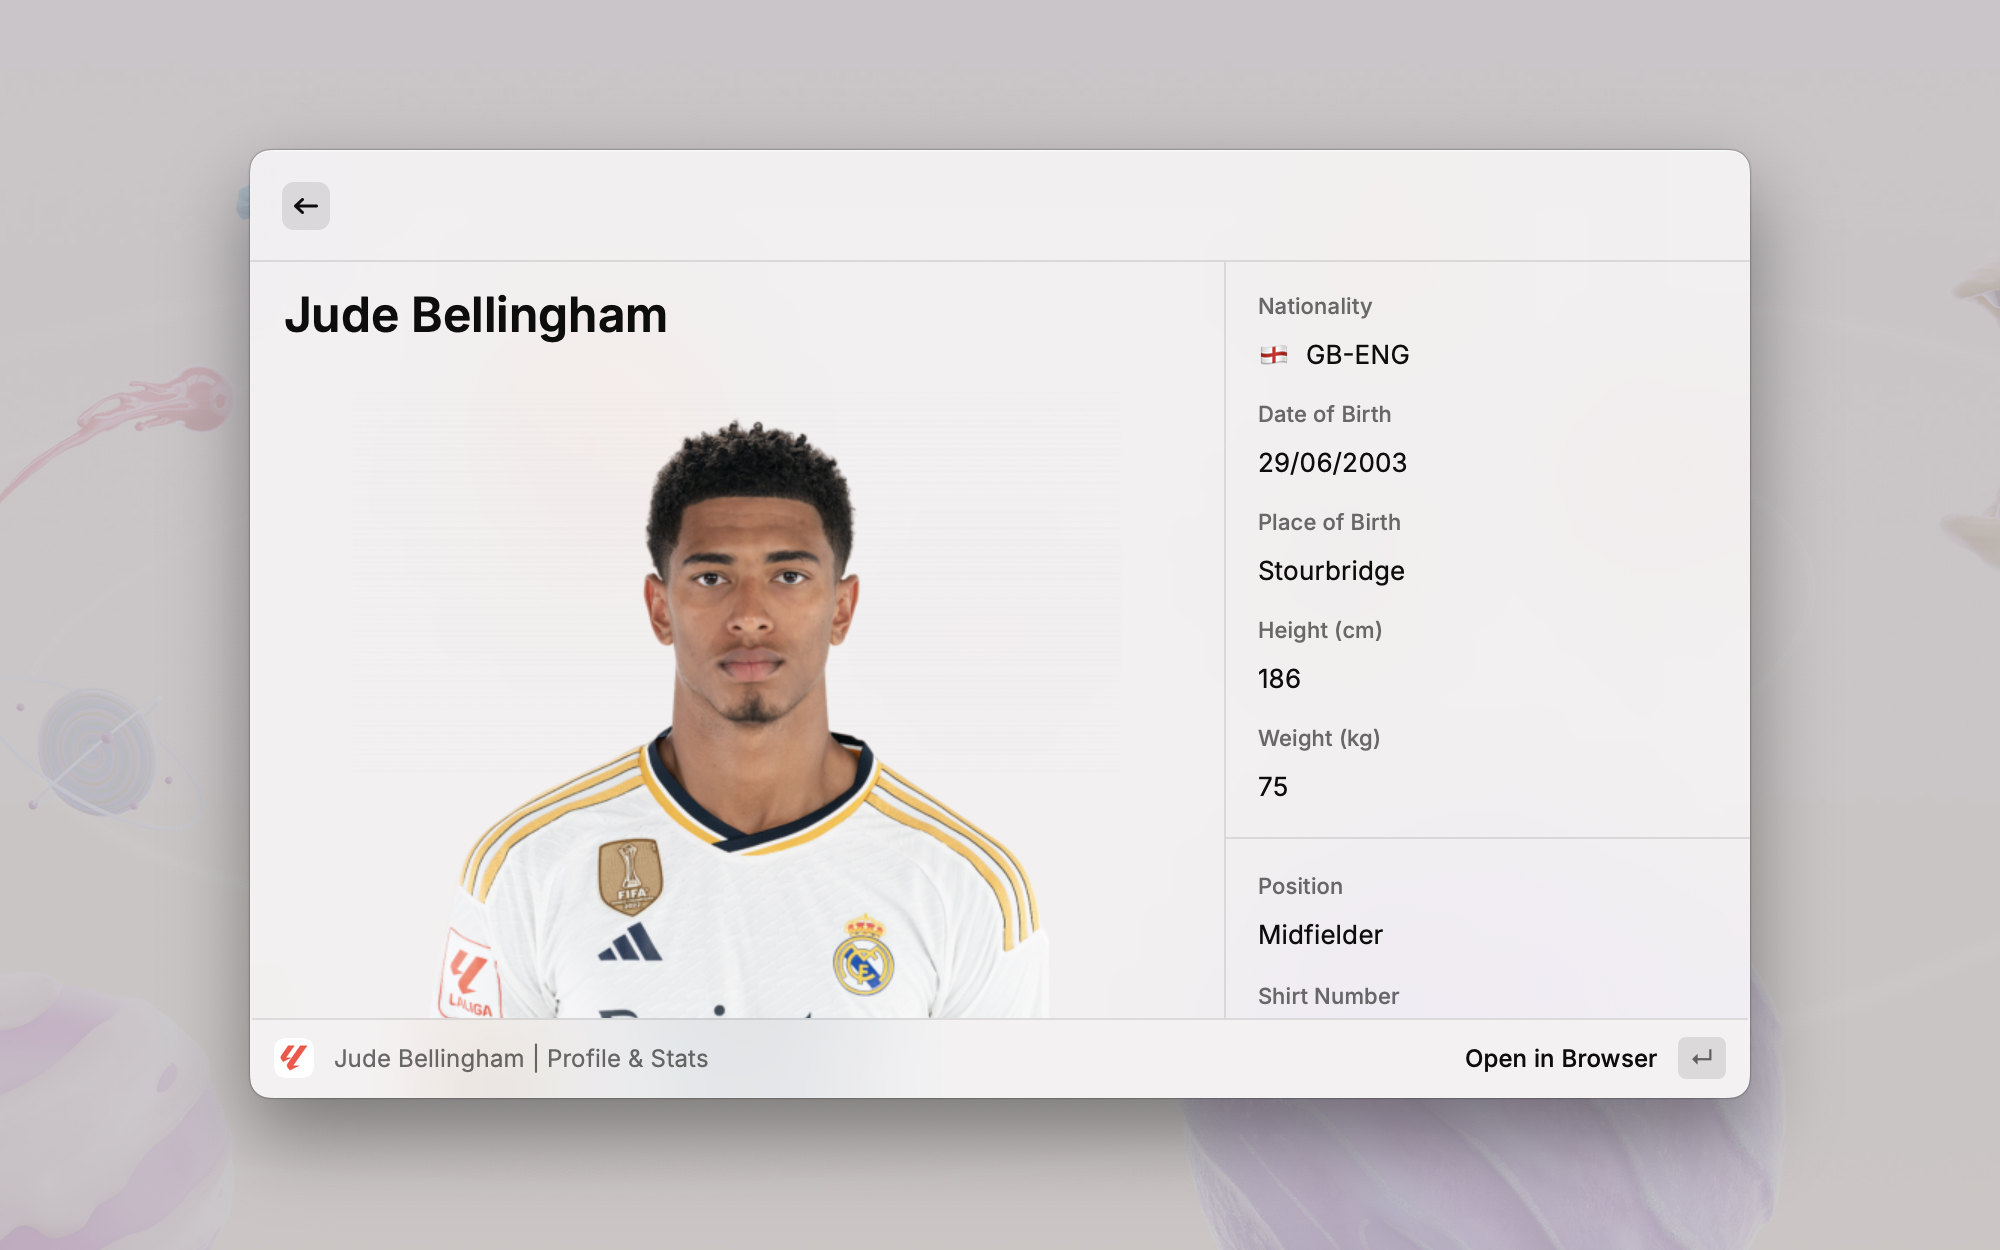 Jude Bellingham
FIFA
LALIGA
Nationality
GB-ENG
Date of Birth
29/06/2003
Place of Birth
Stourbridge
Height (cm)
186
Weight (kg)
75
Position
Midfielder
Shirt Number
Jude Bellingham | Profile & Stats
Open in Browser